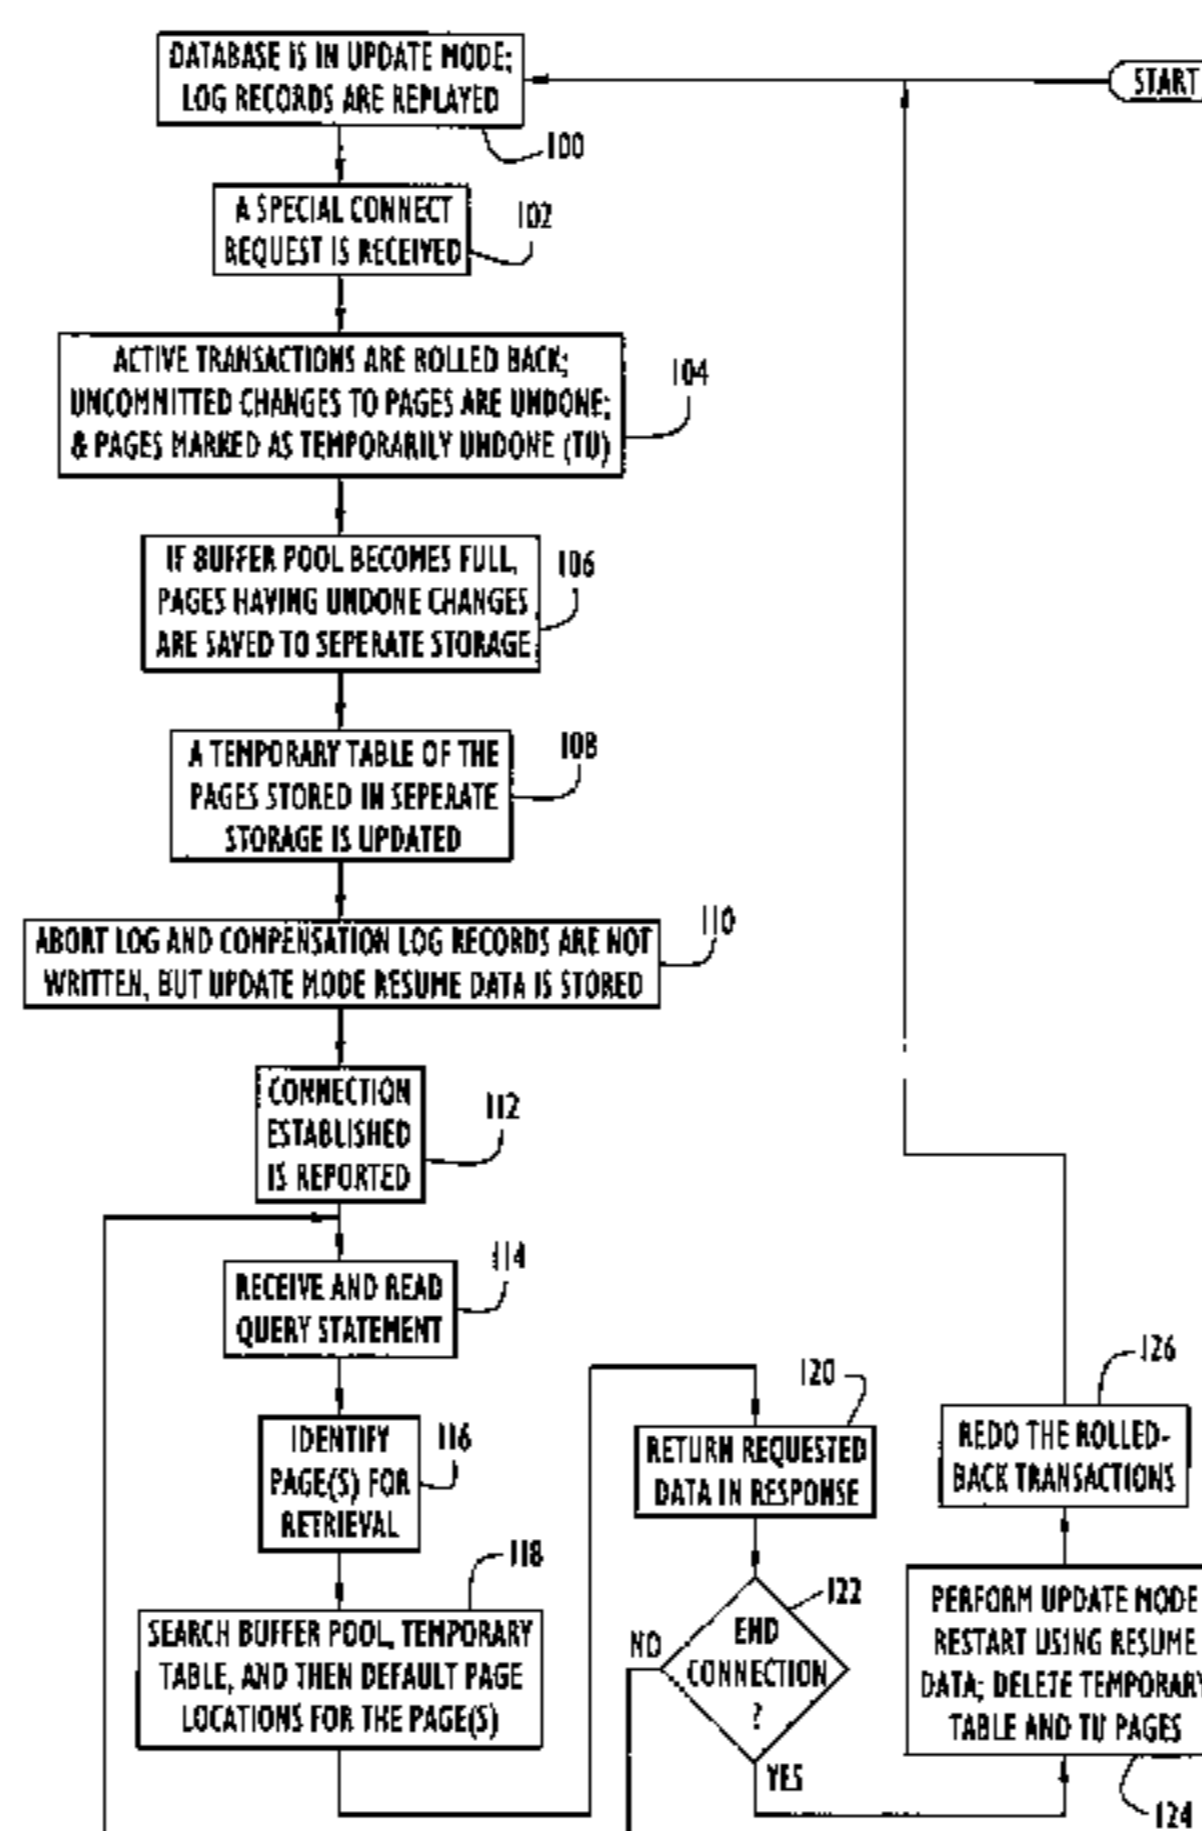 START
DATABASE IS IN UPDATE MODE;
LOG RECORDS ARE REPLAYED
100
A SPECIAL CONNECT
REQUEST IS RECEIVED
102
ACTIVE TRANSACTIONS ARE ROLLED BACK;
UNCOMMITTED CHANGES TO PAGES ARE UNDONE;
& PAGES MARKED AS TEMPORARILY UNDONE (TU)
104
IF BUFFER POOL BECOMES FULL,
PAGES HAVING UNDONE CHANGES
ARE SAVED TO SEPERATE STORAGE
106
A TEMPORARY TABLE OF THE
PAGES STORED IN SEPERATE
STORAGE IS UPDATED
108
ABORT LOG AND COMPENSATION LOG RECORDS ARE NOT
WRITTEN, BUT UPDATE MODE RESUME DATA IS STORED
110
CONNECTION
ESTABLISHED
IS REPORTED
112
RECEIVE AND READ
QUERY STATEMENT
114
IDENTIFY
PAGE(S) FOR
RETRIEVAL
116
SEARCH BUFFER POOL, TEMPORARY
TABLE, AND THEN DEFAULT PAGE
LOCATIONS FOR THE PAGE(S)
118
RETURN REQUESTED
DATA IN RESPONSE
120
END
CONNECTION
?
122
NO
YES
PERFORM UPDATE MODE
RESTART USING RESUME
DATA; DELETE TEMPORARY
TABLE AND TU PAGES
124
REDO THE ROLLED-
BACK TRANSACTIONS
126